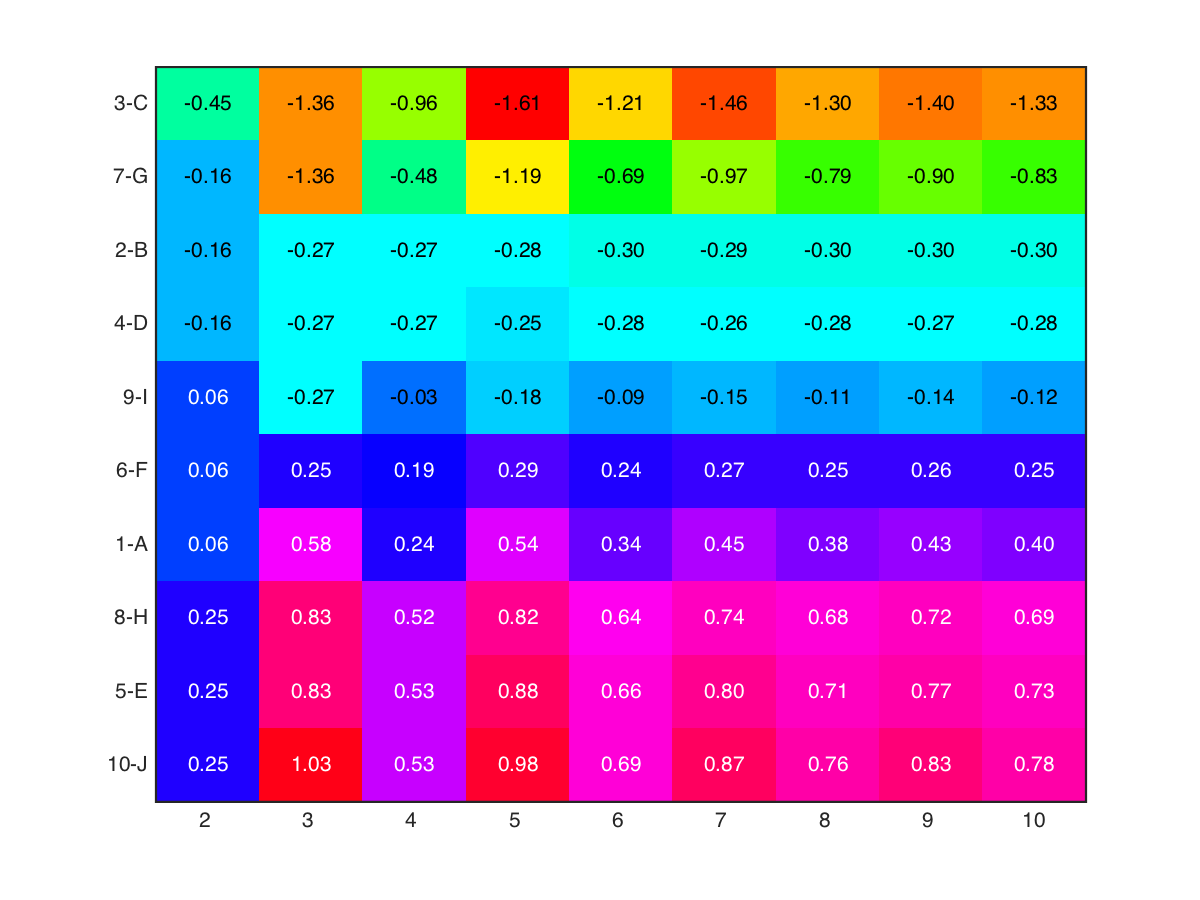 3-C -0.45 -1.36 -0.96 -1.61 -1.21 -1.46 -1.30 -1.40 -1.33
7-G -0.16 -1.36 -0.48 -1.19 -0.69 -0.97 -0.79 -0.90 -0.83
2-B -0.16 -0.27 -0.27 -0.28 -0.30 -0.29 -0.30 -0.30 -0.30
4-D -0.16 -0.27 -0.27 -0.25 -0.28 -0.26 -0.28 -0.27 -0.28
9-I 0.06 -0.27 -0.03 -0.18 -0.09 -0.15 -0.11 -0.14 -0.12
6-F 0.06 0.25 0.19 0.29 0.24 0.27 0.25 0.26 0.25
1-A 0.06 0.58 0.24 0.54 0.34 0.45 0.38 0.43 0.40
8-H 0.25 0.83 0.52 0.82 0.64 0.74 0.68 0.72 0.69
5-E 0.25 0.83 0.53 0.88 0.66 0.80 0.71 0.77 0.73
10-J 0.25 1.03 0.53 0.98 0.69 0.87 0.76 0.83 0.78
2 3 4 5 6 7 8 9 10